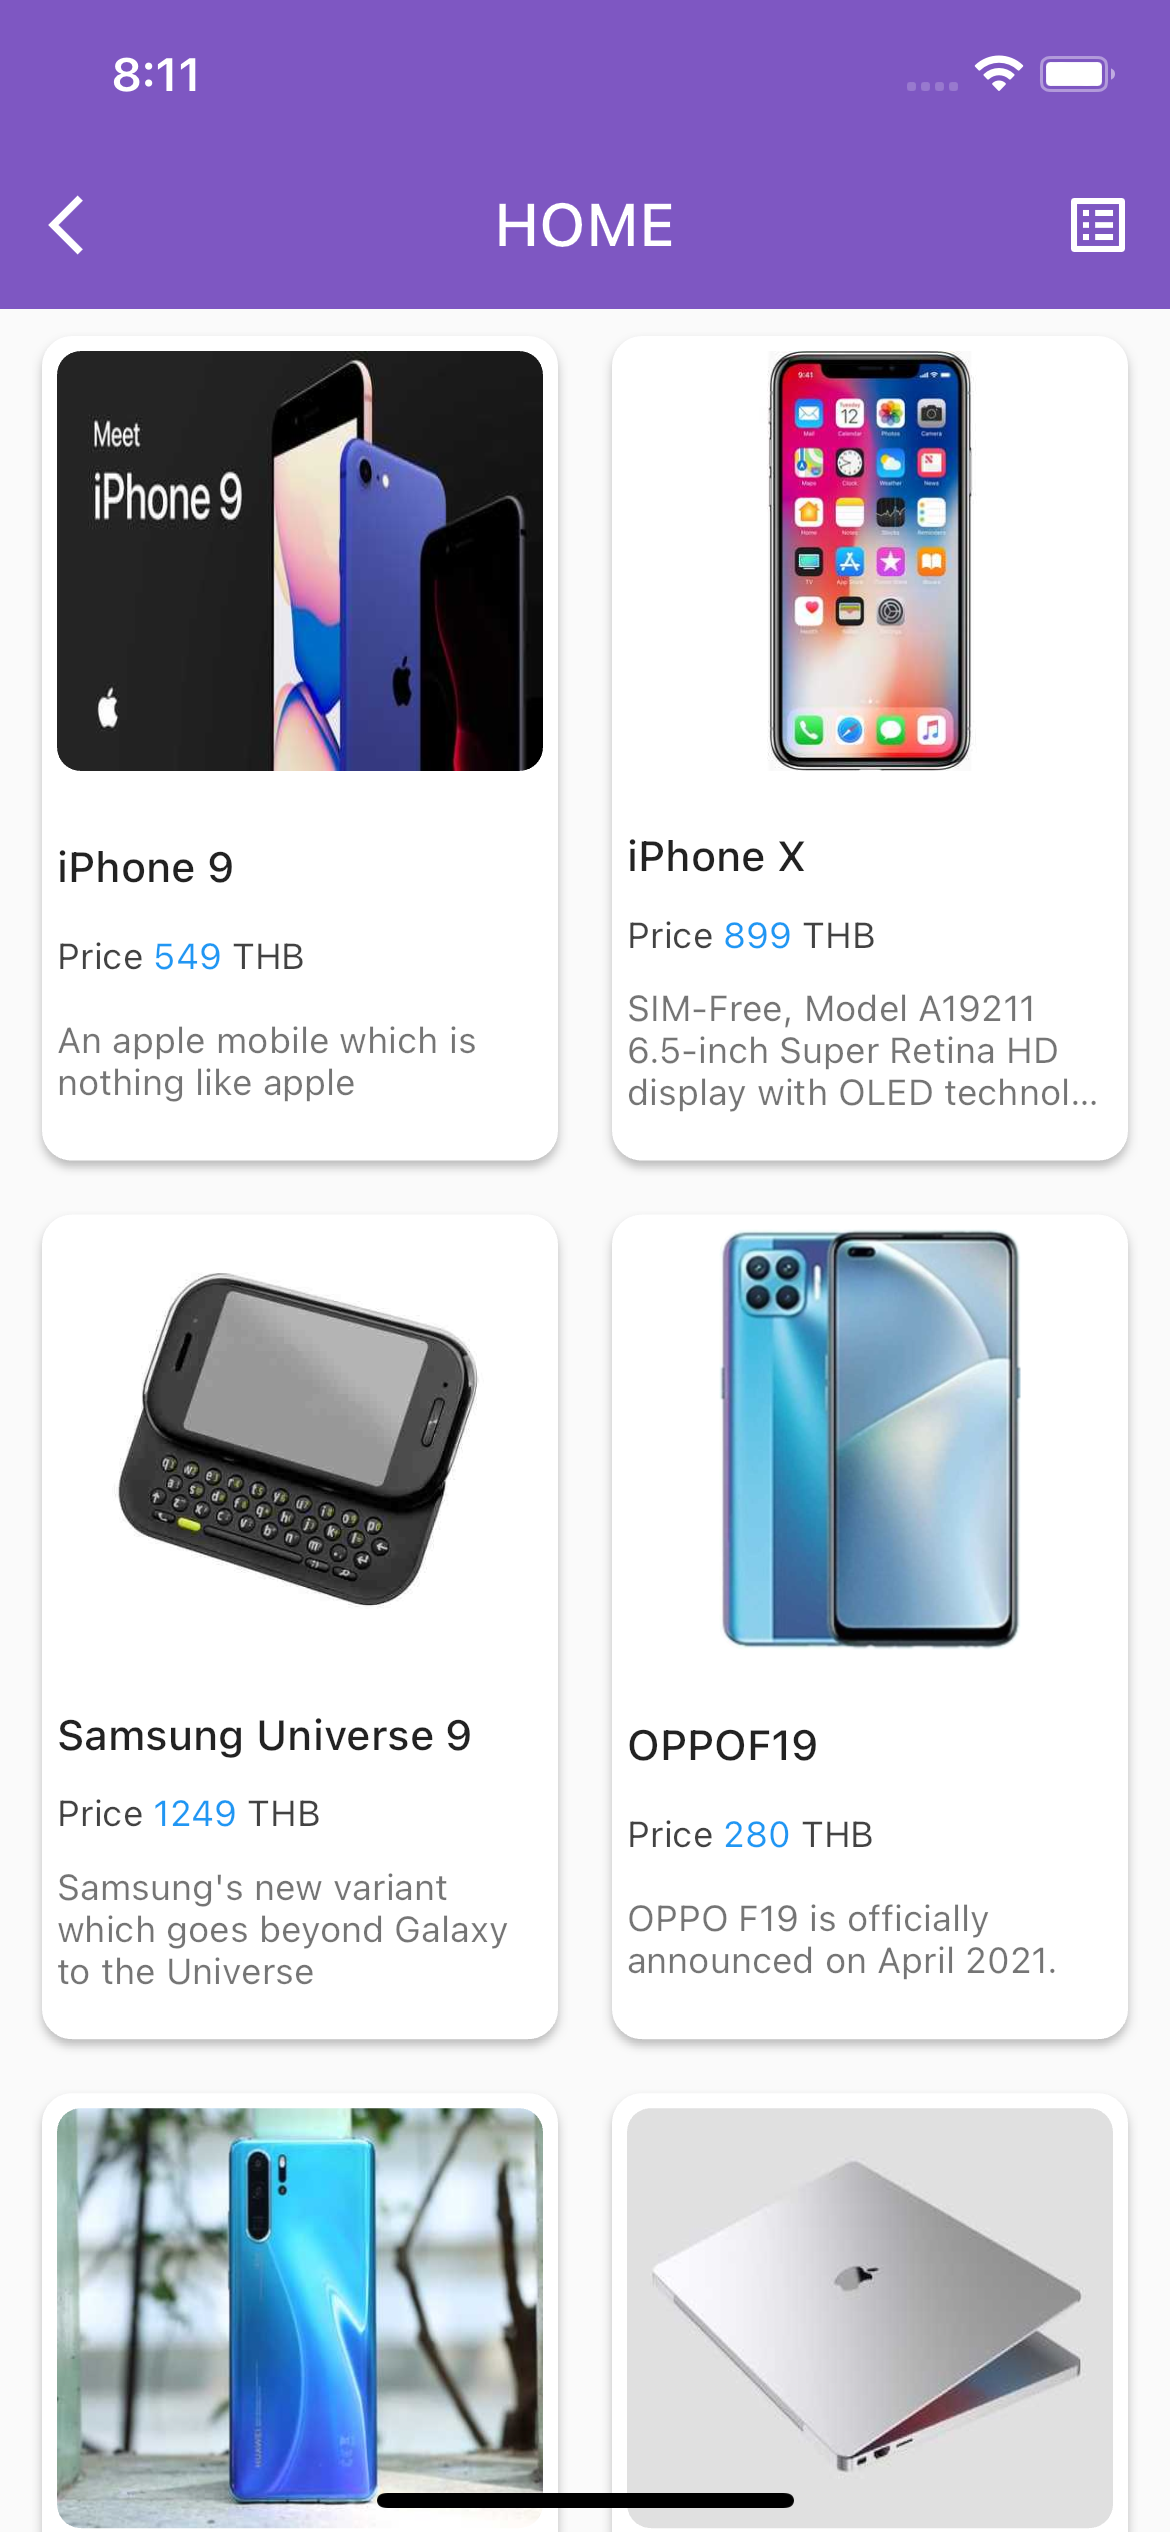 8:11
HOME
Meet
iPhone 9
9:41
iPhone 9
Price 549 THB
An apple mobile which is
nothing like apple
iPhone X
Price 899 THB
SIM-Free, Model A19211
6.5-inch Super Retina HD
display with OLED technol...
Samsung Universe 9
Price 1249 THB
Samsung's new variant
which goes beyond Galaxy
to the Universe
OPPOF19
Price 280 THB
OPPO F19 is officially
announced on April 2021.
HUAWEI